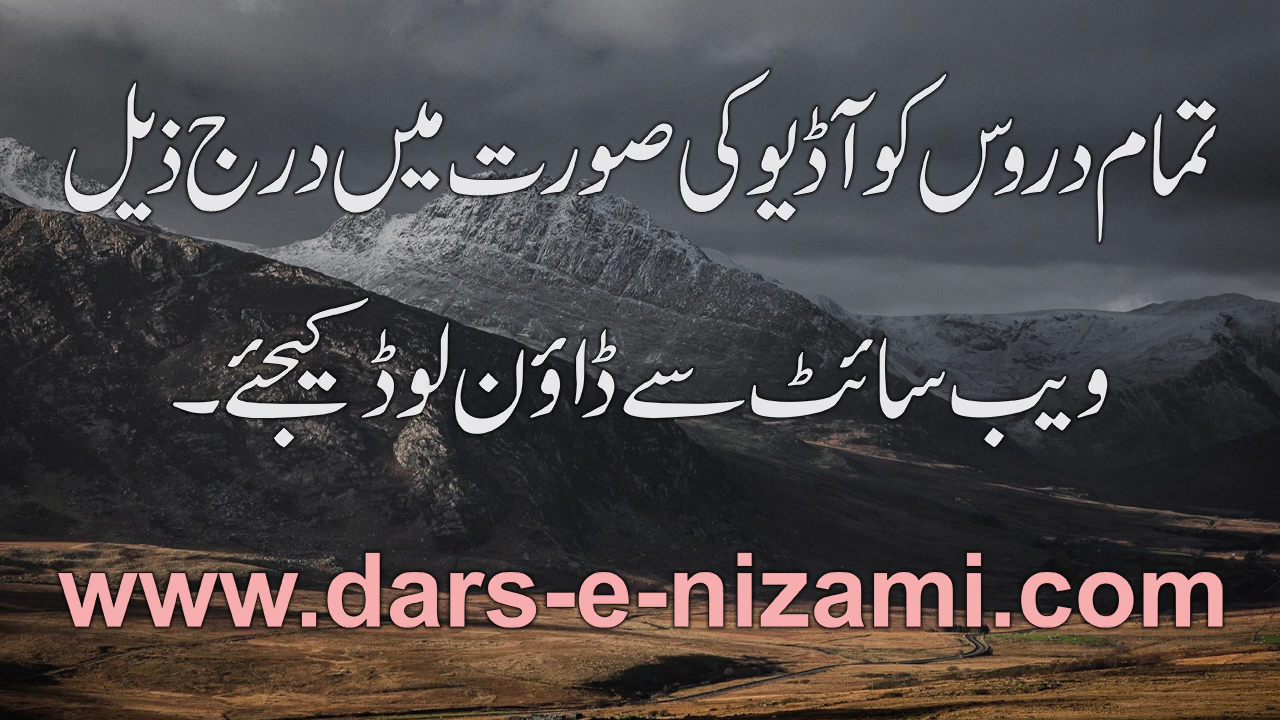 تمام دروس کو آڈیو کی صورت میں درج ذیل
ویب سائٹ سے ڈاؤن لوڈ کیجئے۔
www.dars-e-nizami.com